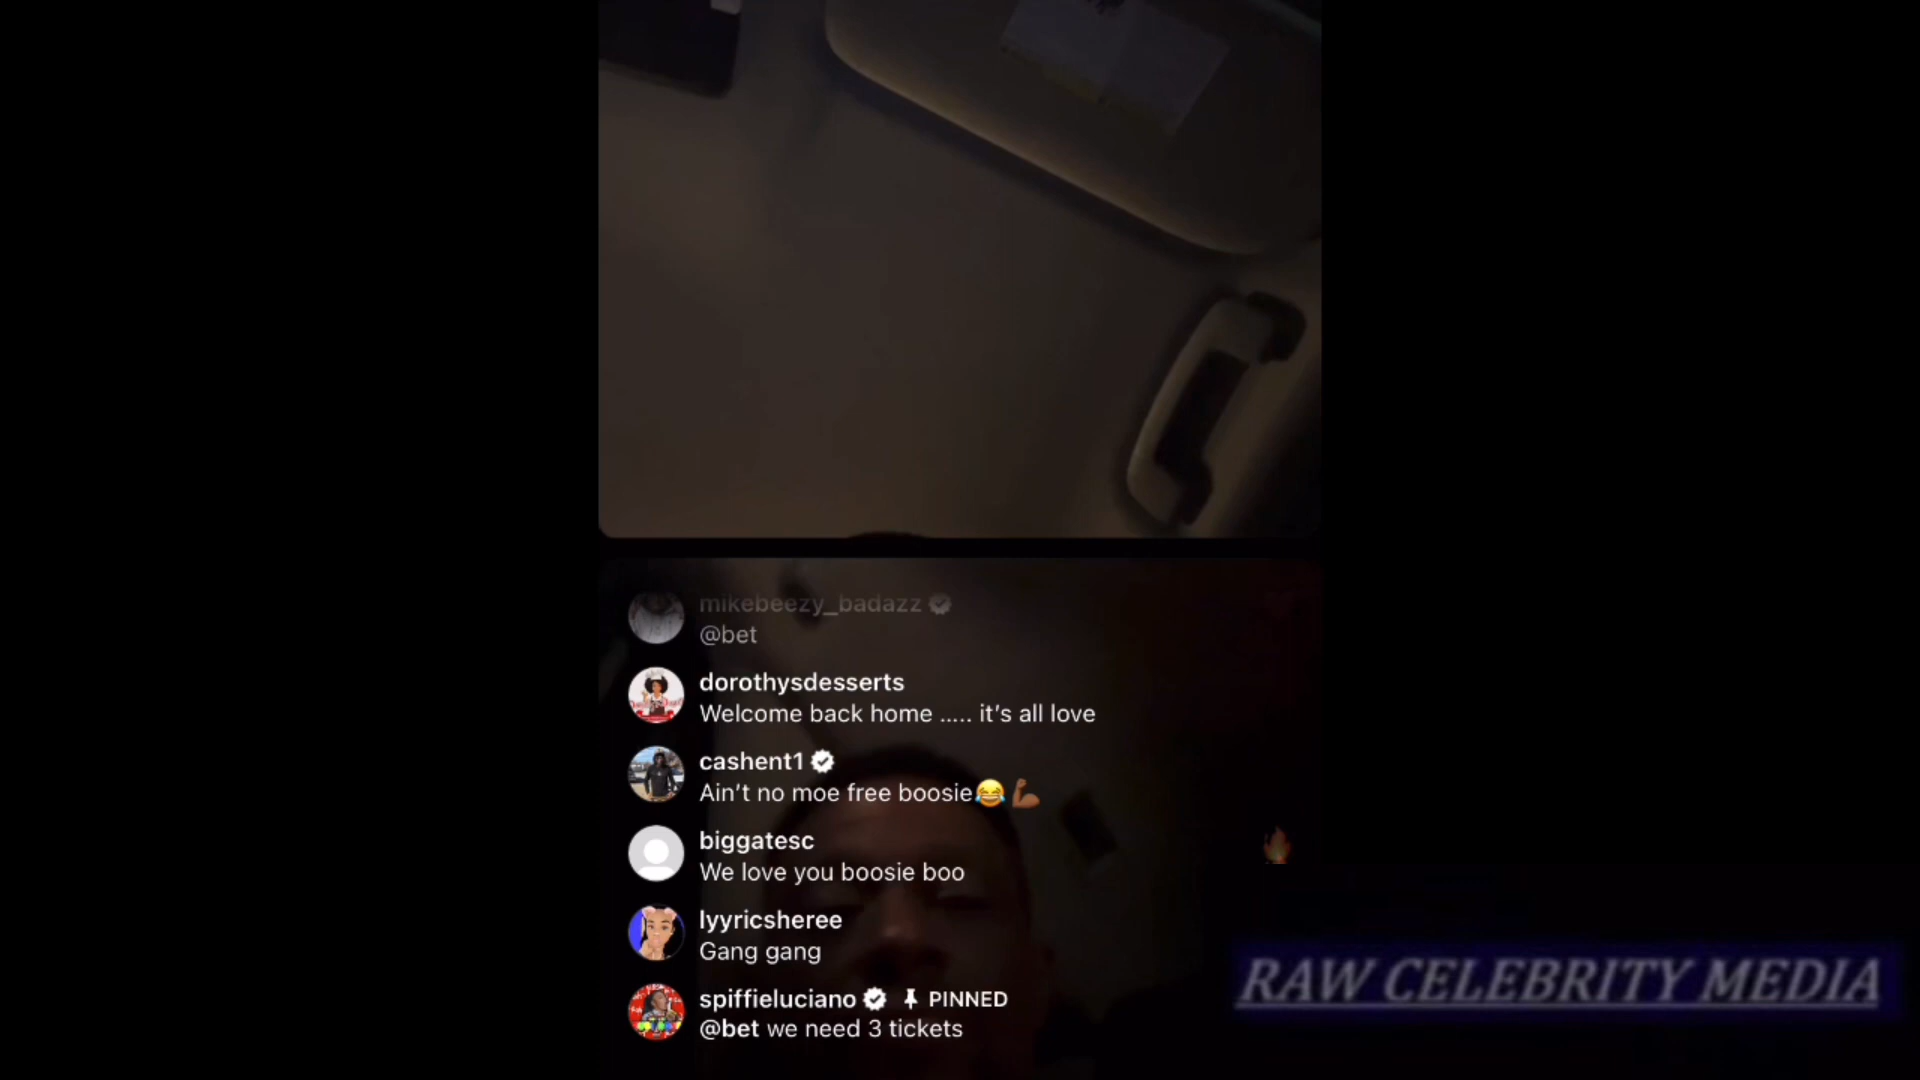 mikebeezy_badazz
@bet
dorothysdesserts
Welcome back home ..... it's all love
cashent1
Ain't no moe free boosie😂💪🏾
biggatesc
We love you boosie boo
lyyricsheree
Gang gang
spiffieluciano PINNED
@bet we need 3 tickets
RAW CELEBRITY MEDIA